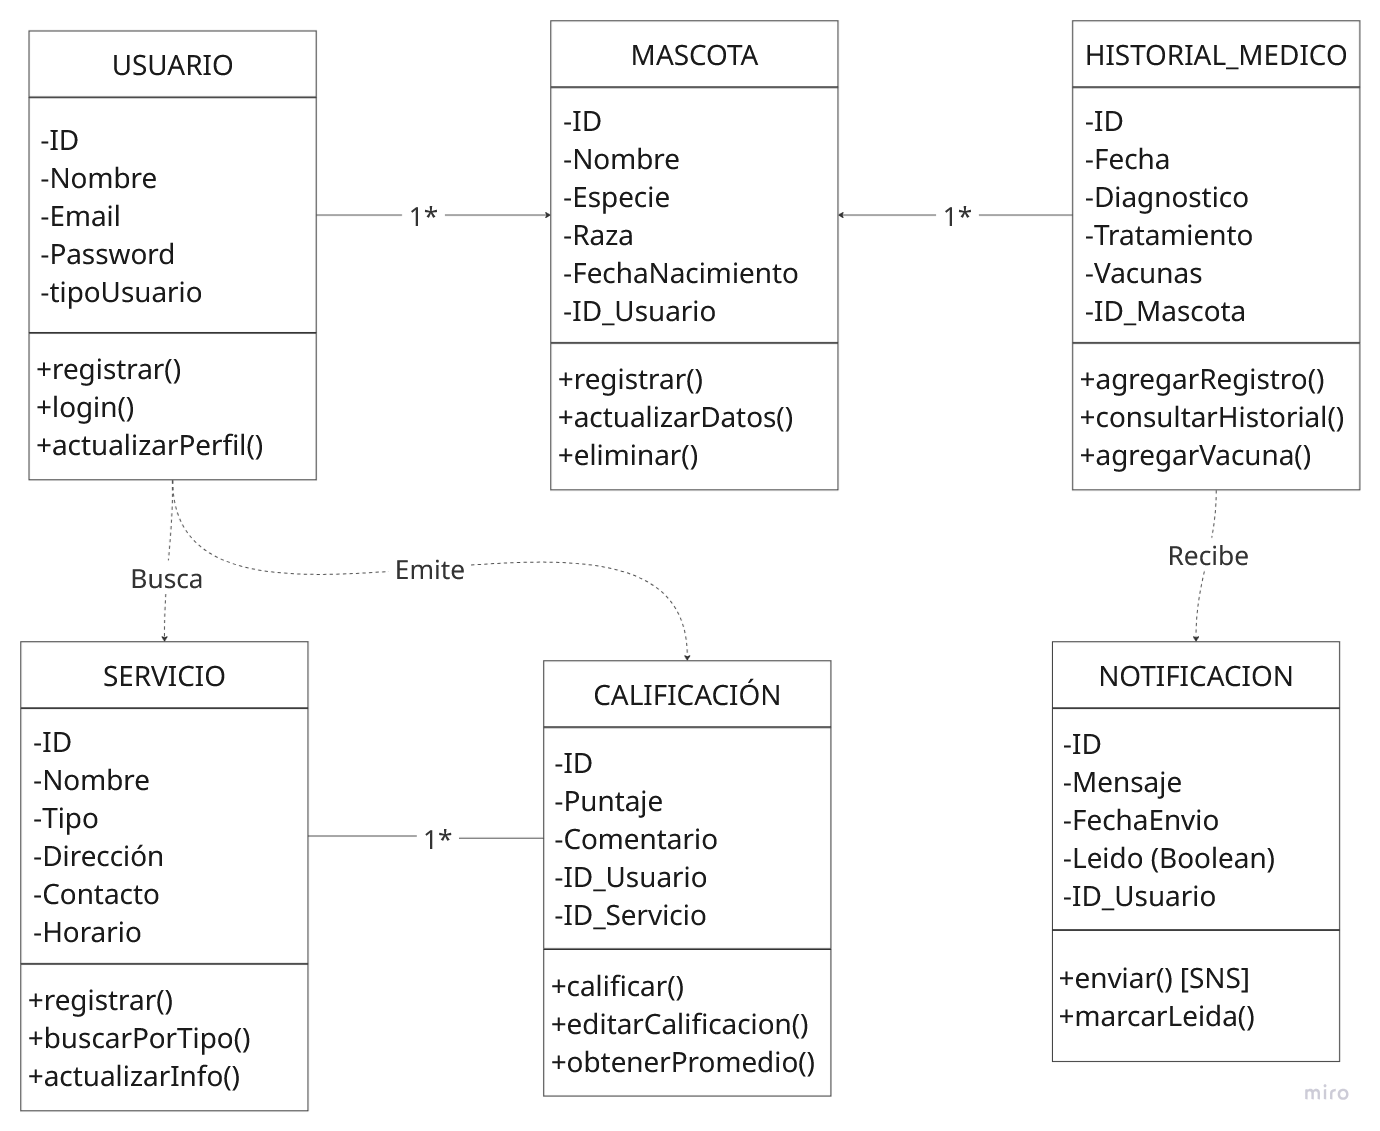 USUARIO
-ID
-Nombre
-Email
-Password
-tipoUsuario
+registrar()
+login()
+actualizarPerfil()
1*
MASCOTA
-ID
-Nombre
-Especie
-Raza
-FechaNacimiento
-ID_Usuario
+registrar()
+actualizarDatos()
+eliminar()
1*
HISTORIAL_MEDICO
-ID
-Fecha
-Diagnostico
-Tratamiento
-Vacunas
-ID_Mascota
+agregarRegistro()
+consultarHistorial()
+agregarVacuna()
Busca
Emite
Recibe
SERVICIO
-ID
-Nombre
-Tipo
-Dirección
-Contacto
-Horario
+registrar()
+buscarPorTipo()
+actualizarInfo()
1*
CALIFICACIÓN
-ID
-Puntaje
-Comentario
-ID_Usuario
-ID_Servicio
+calificar()
+editarCalificacion()
+obtenerPromedio()
NOTIFICACION
-ID
-Mensaje
-FechaEnvio
-Leido (Boolean)
-ID_Usuario
+enviar() [SNS]
+marcarLeida()
miro